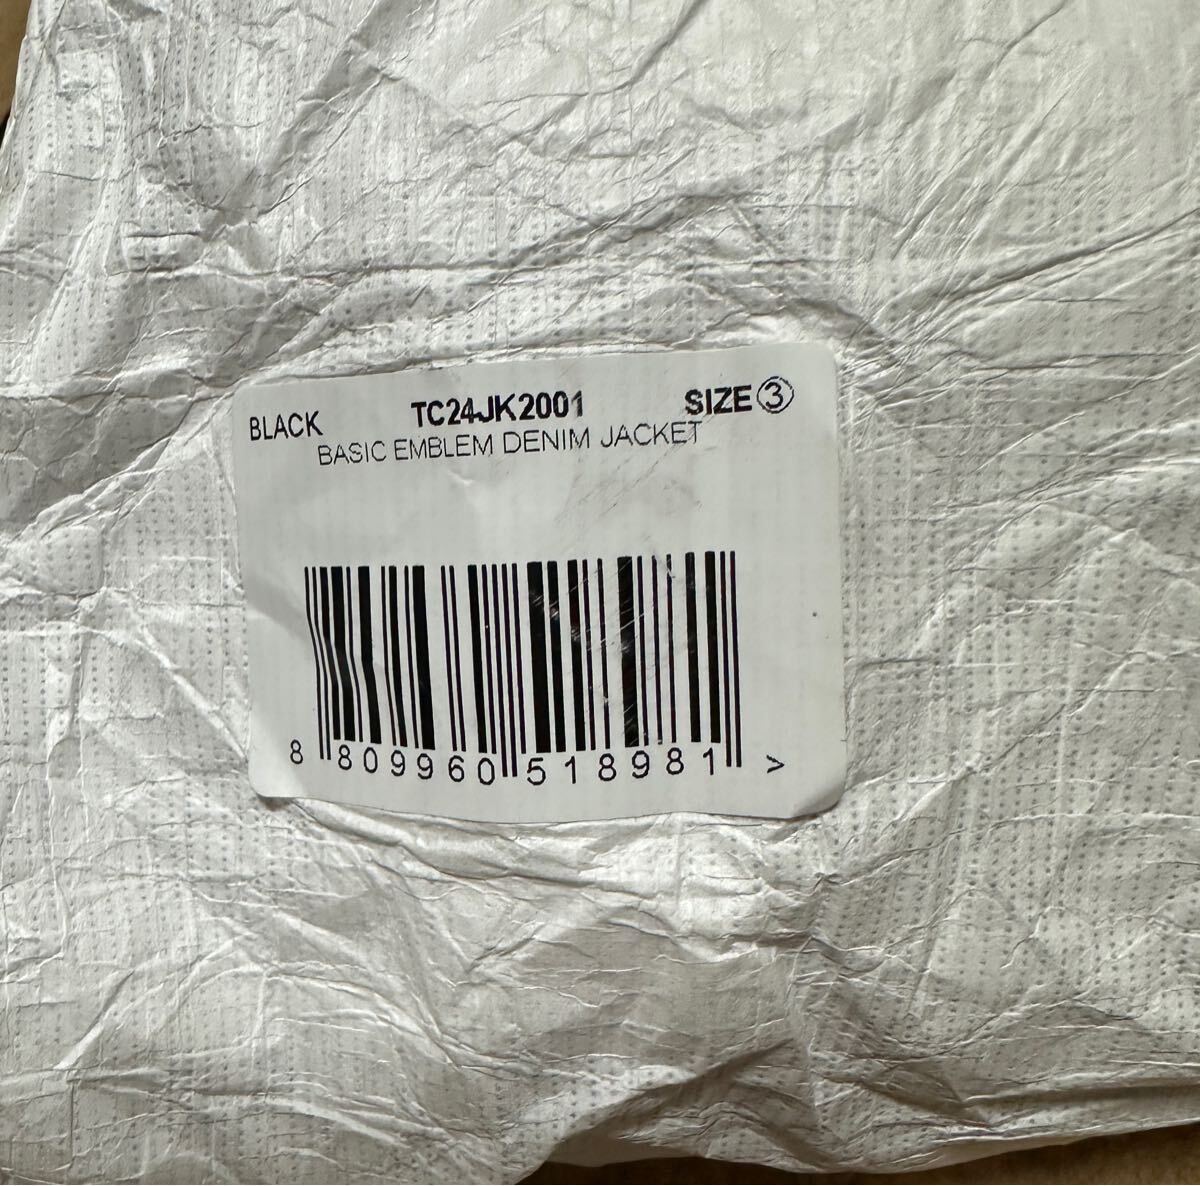 BLACK TC24JK2001 SIZE③
BASIC EMBLEM DENIM JACKET
8 809960 518981 >